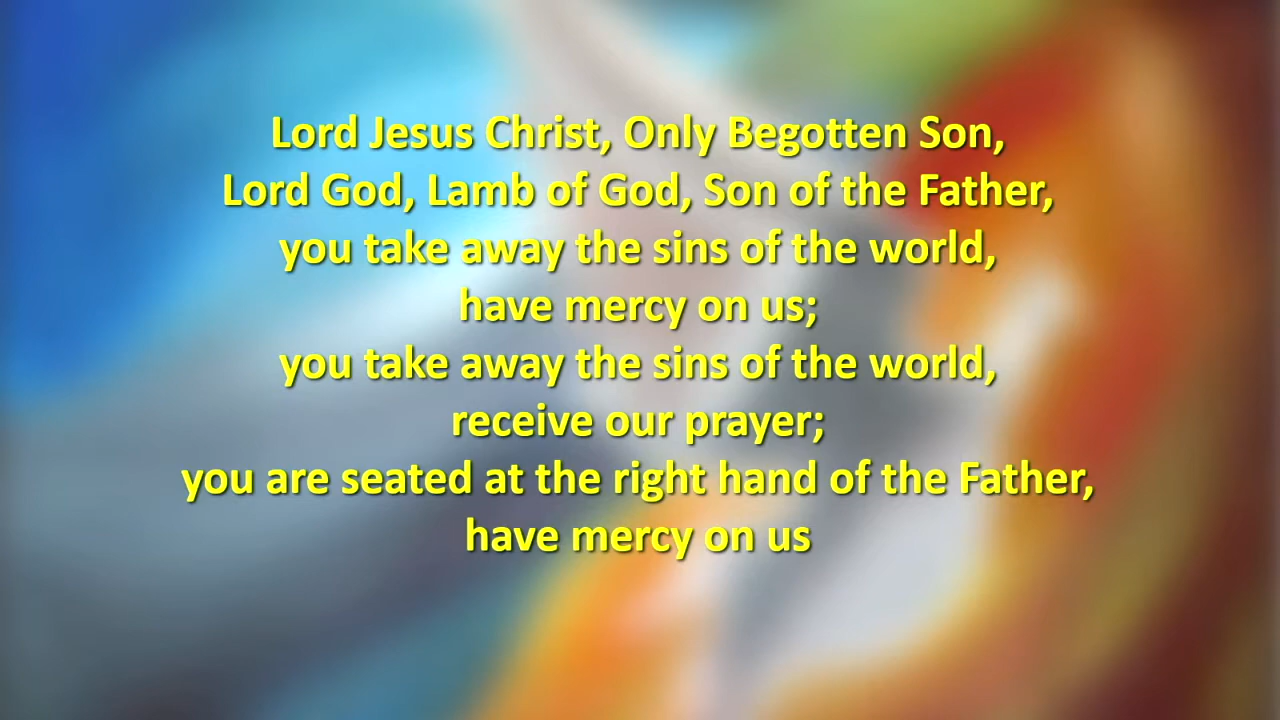 Lord Jesus Christ, Only Begotten Son,
Lord God, Lamb of God, Son of the Father,
you take away the sins of the world,
have mercy on us;
you take away the sins of the world,
receive our prayer;
you are seated at the right hand of the Father,
have mercy on us